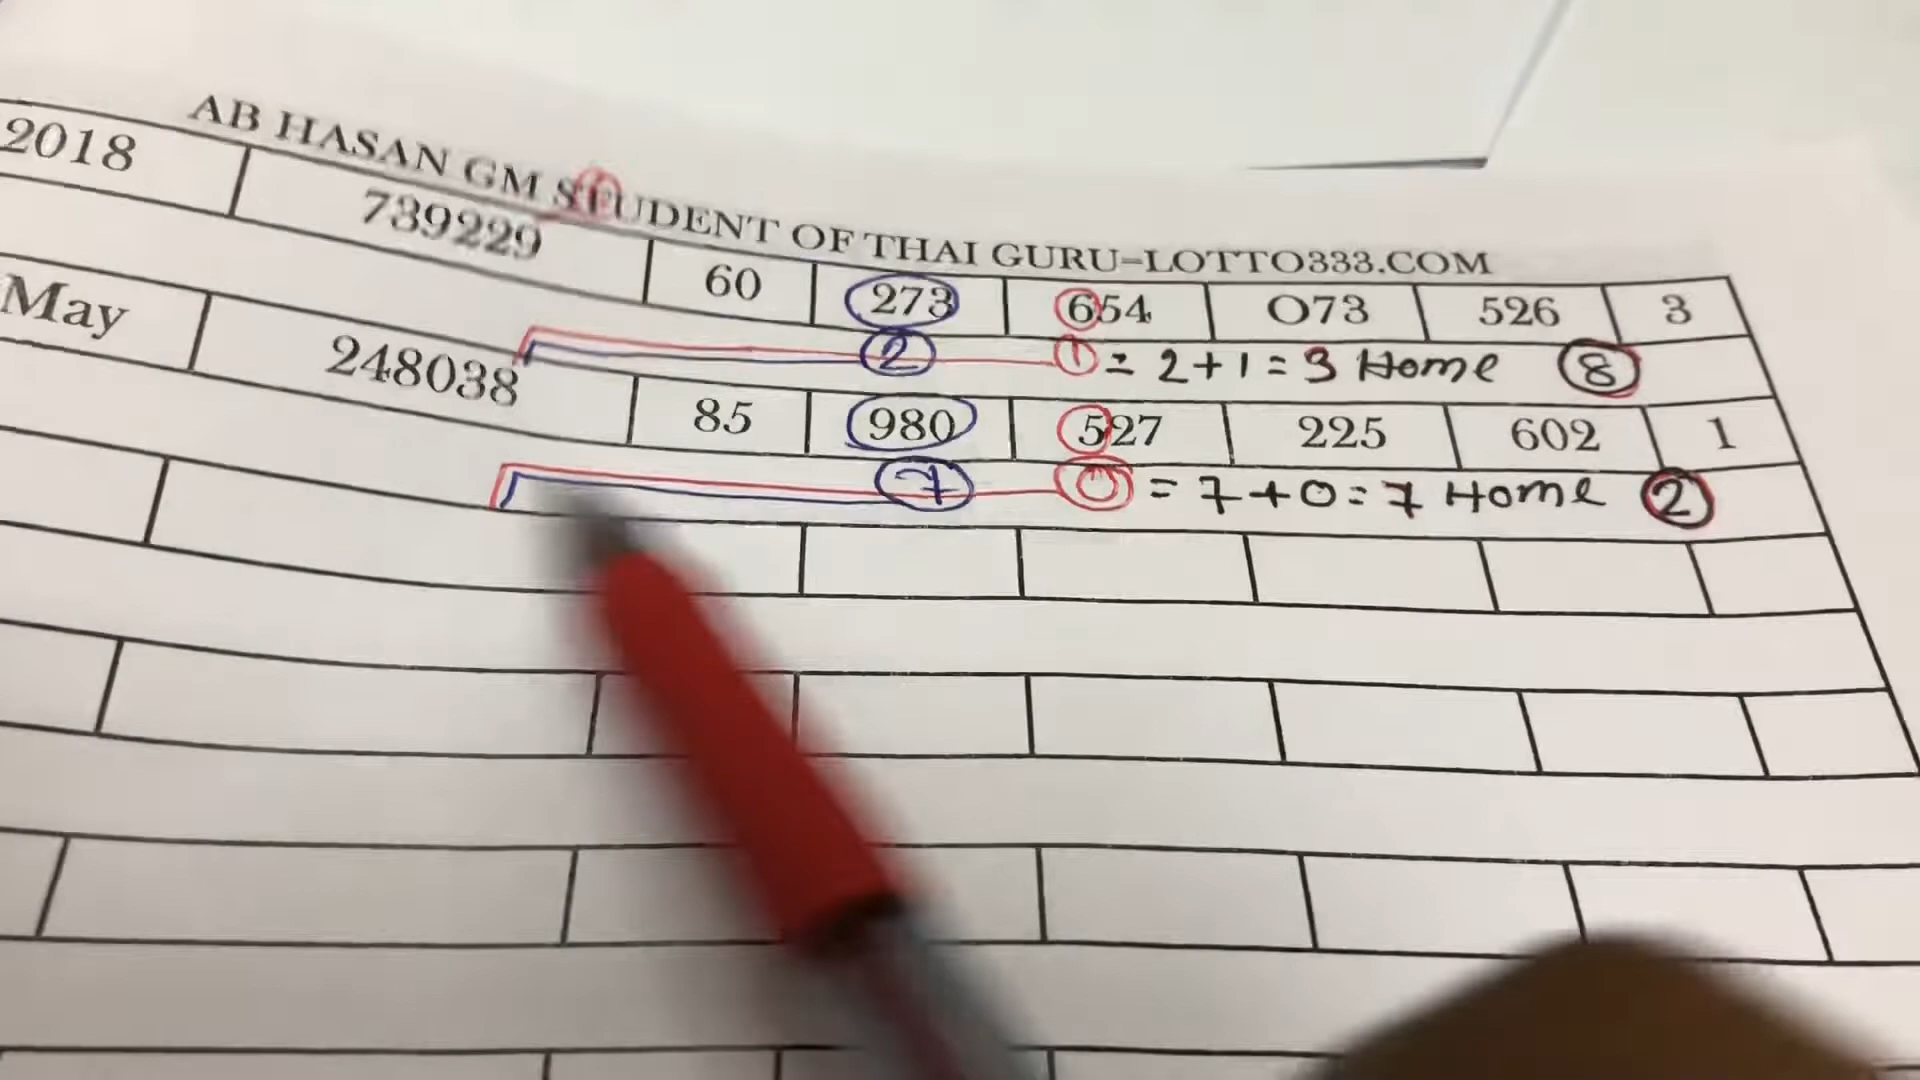 AB HASAN GM STUDENT OF THAI GURU-LOTTO333.COM
2018 739229 60 273 654 O73 526 3
2 1 = 2+1=3 Home 8
May 248038 85 980 527 225 602 1
7 0 = 7+0=7 Home 2